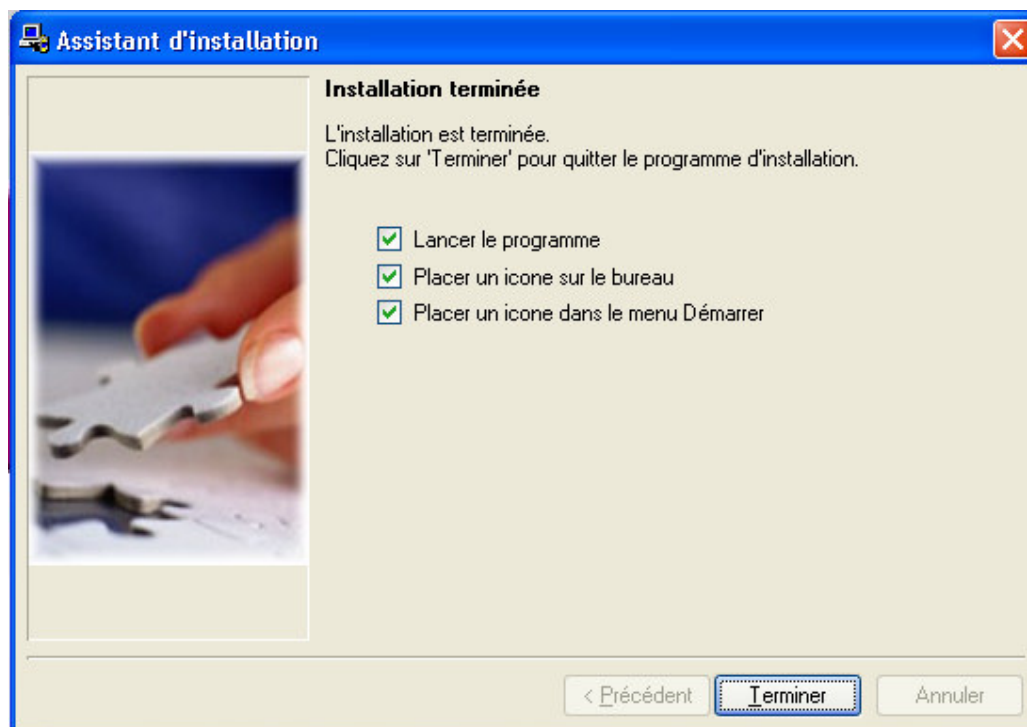 Assistant d'installation
Installation terminée
L'installation est terminée.
Cliquez sur 'Terminer' pour quitter le programme d'installation.
Lancer le programme
Placer un icone sur le bureau
Placer un icone dans le menu Démarrer
< Précédent
Terminer
Annuler